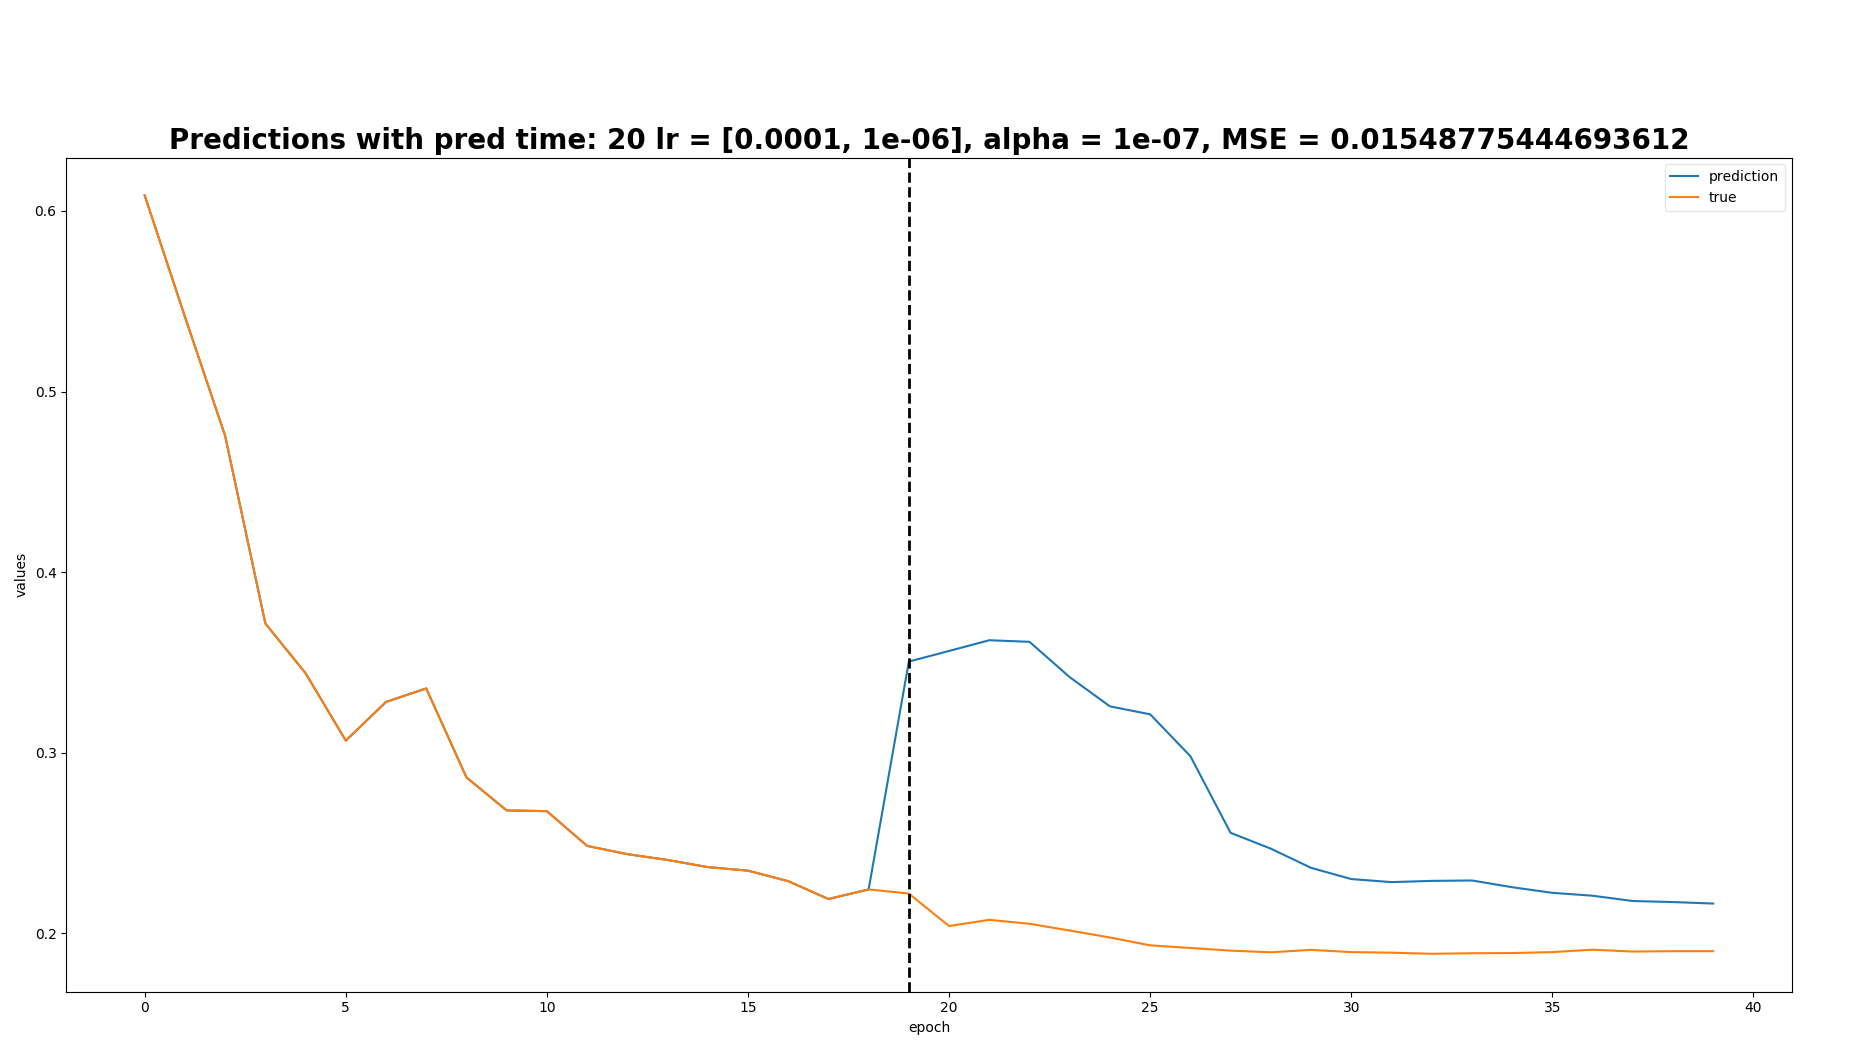 Predictions with pred time: 20 lr = [0.0001, 1e-06], alpha = 1e-07, MSE = 0.01548775444693612
prediction
true
0.6
0.5
0.4
0.3
0.2
values
0 5 10 15 20 25 30 35 40
epoch